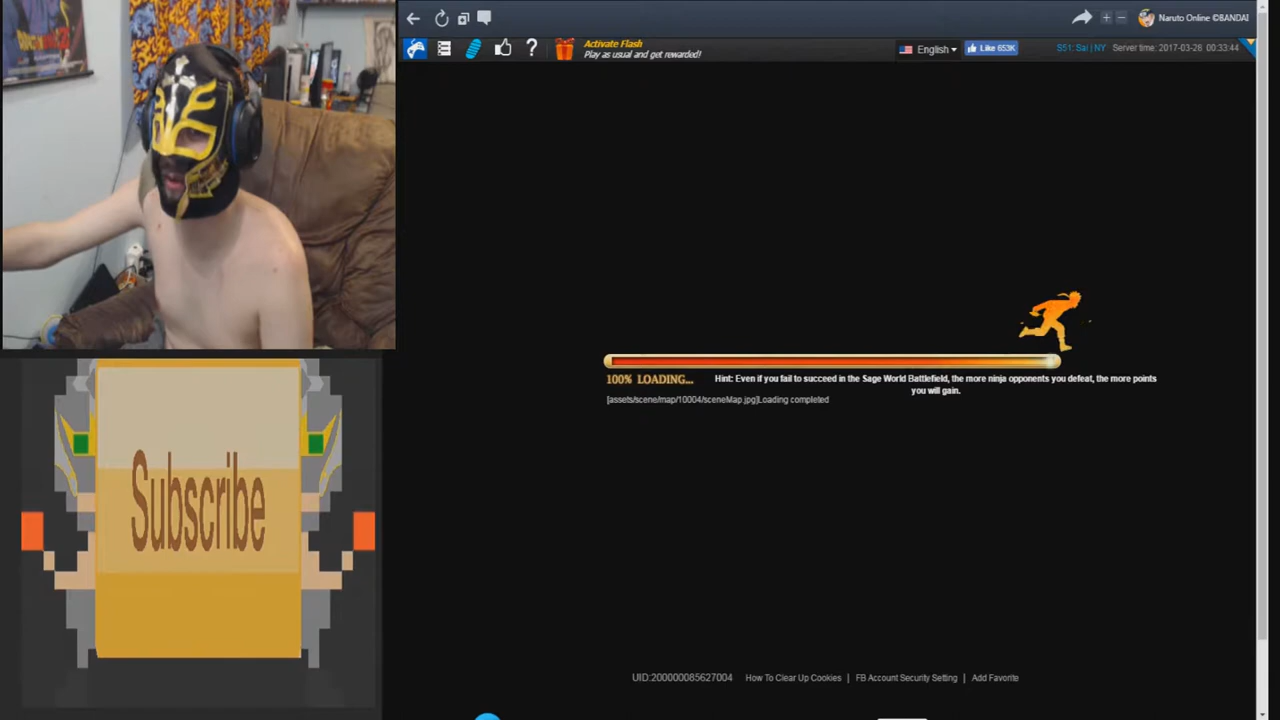 Naruto Online ©BANDAI
Activate Flash
Play as usual and get rewarded!
English
Like 653K
S51: Sai | NY
Server time: 2017-03-28 00:33:44
100% LOADING...
Hint: Even if you fail to succeed in the Sage World Battlefield, the more ninja opponents you defeat, the more points
you will gain.
[assets/scene/map/10004/sceneMap.jpg]Loading completed
Subscribe
UID:200000085627004
How To Clear Up Cookies | FB Account Security Setting | Add Favorite